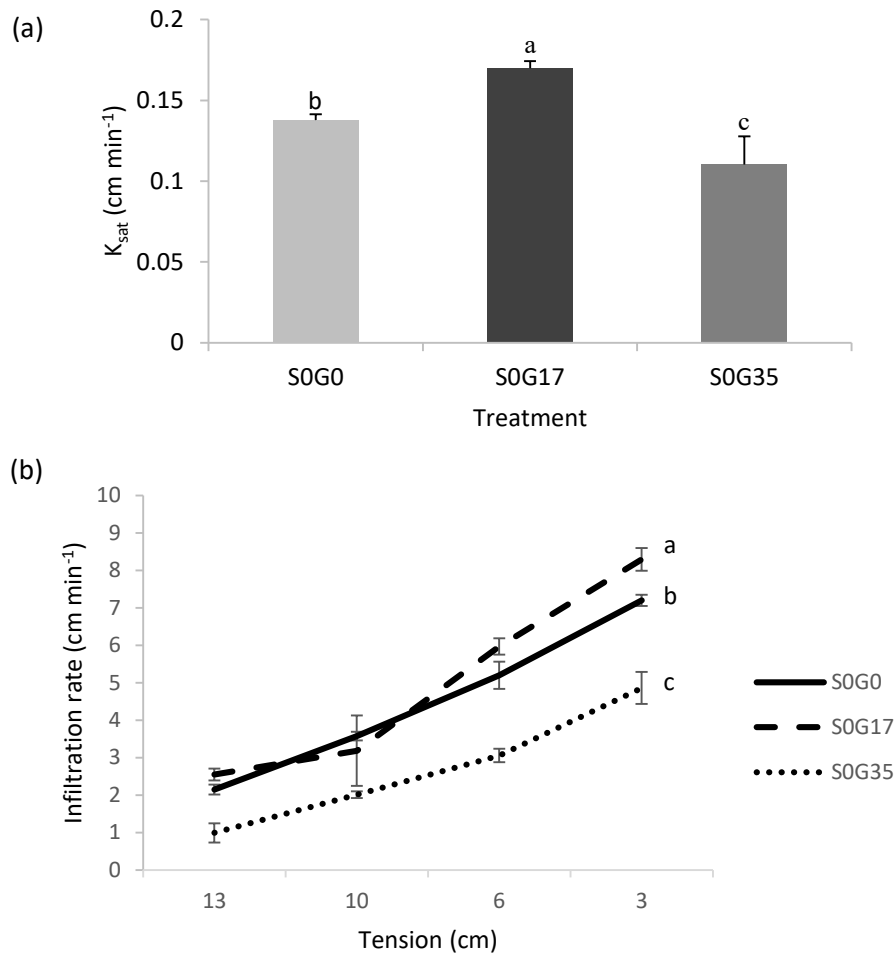 (a)
0.2
0.15
0.1
0.05
0
Ksat (cm min-1)
b
a
c
S0G0
S0G17
S0G35
Treatment
(b)
10
9
8
7
6
5
4
3
2
1
0
Infiltration rate (cm min-1)
a
b
c
S0G0
S0G17
S0G35
13
10
6
3
Tension (cm)